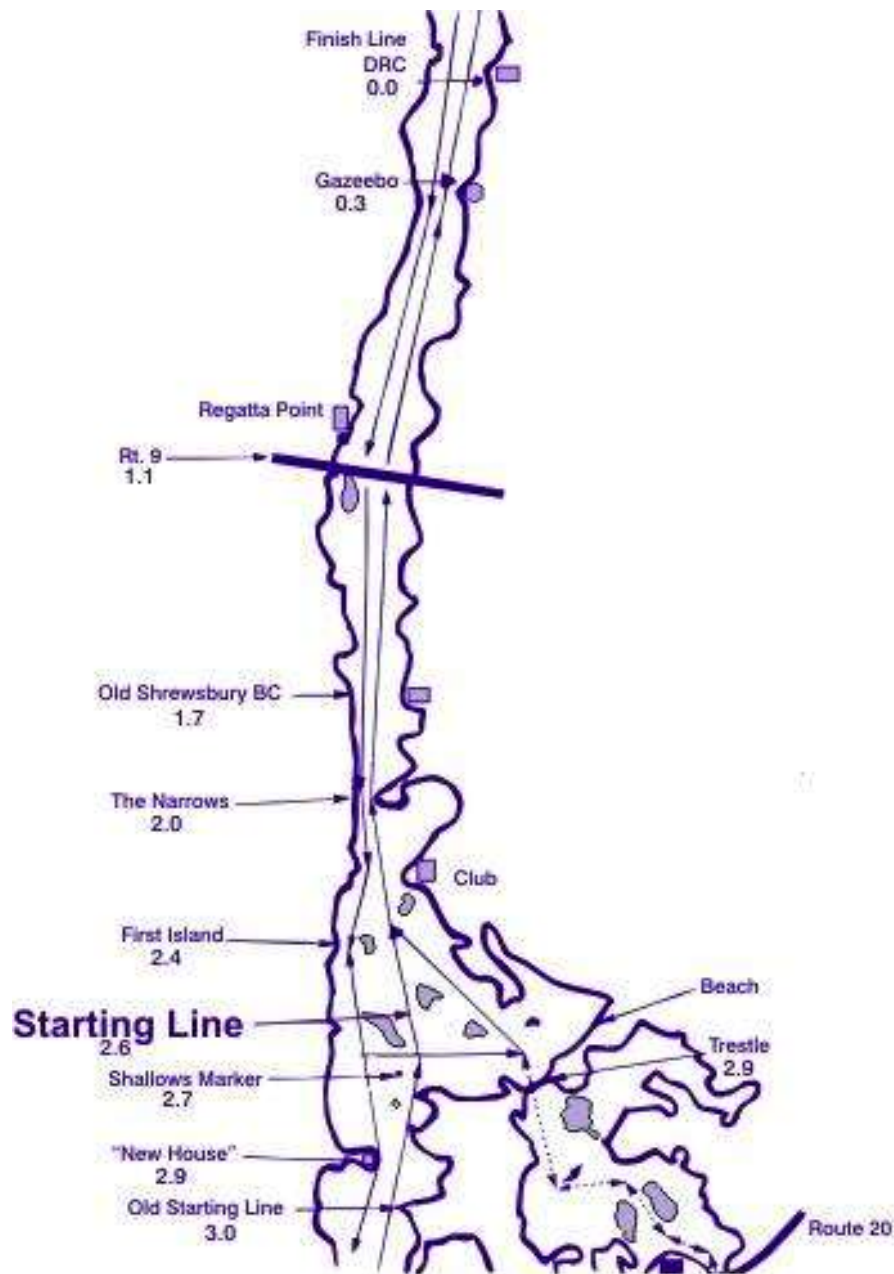 Finish Line
DRC
0.0
Gazeebo
0.3
Regatta Point
Rt. 9
1.1
Old Shrewsbury BC
1.7
The Narrows
2.0
Club
First Island
2.4
Beach
Starting Line
2.6
Trestle
2.9
Shallows Marker
2.7
"New House"
2.9
Old Starting Line
3.0
Route 20